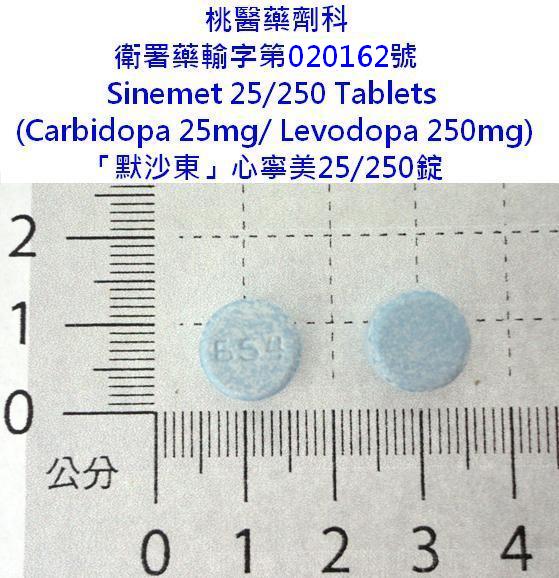 桃醫藥劑科
衛署藥輸字第020162號
Sinemet 25/250 Tablets
(Carbidopa 25mg/ Levodopa 250mg)
「默沙東」心寧美25/250錠
2
1
0
654
公分
0 1 2 3 4